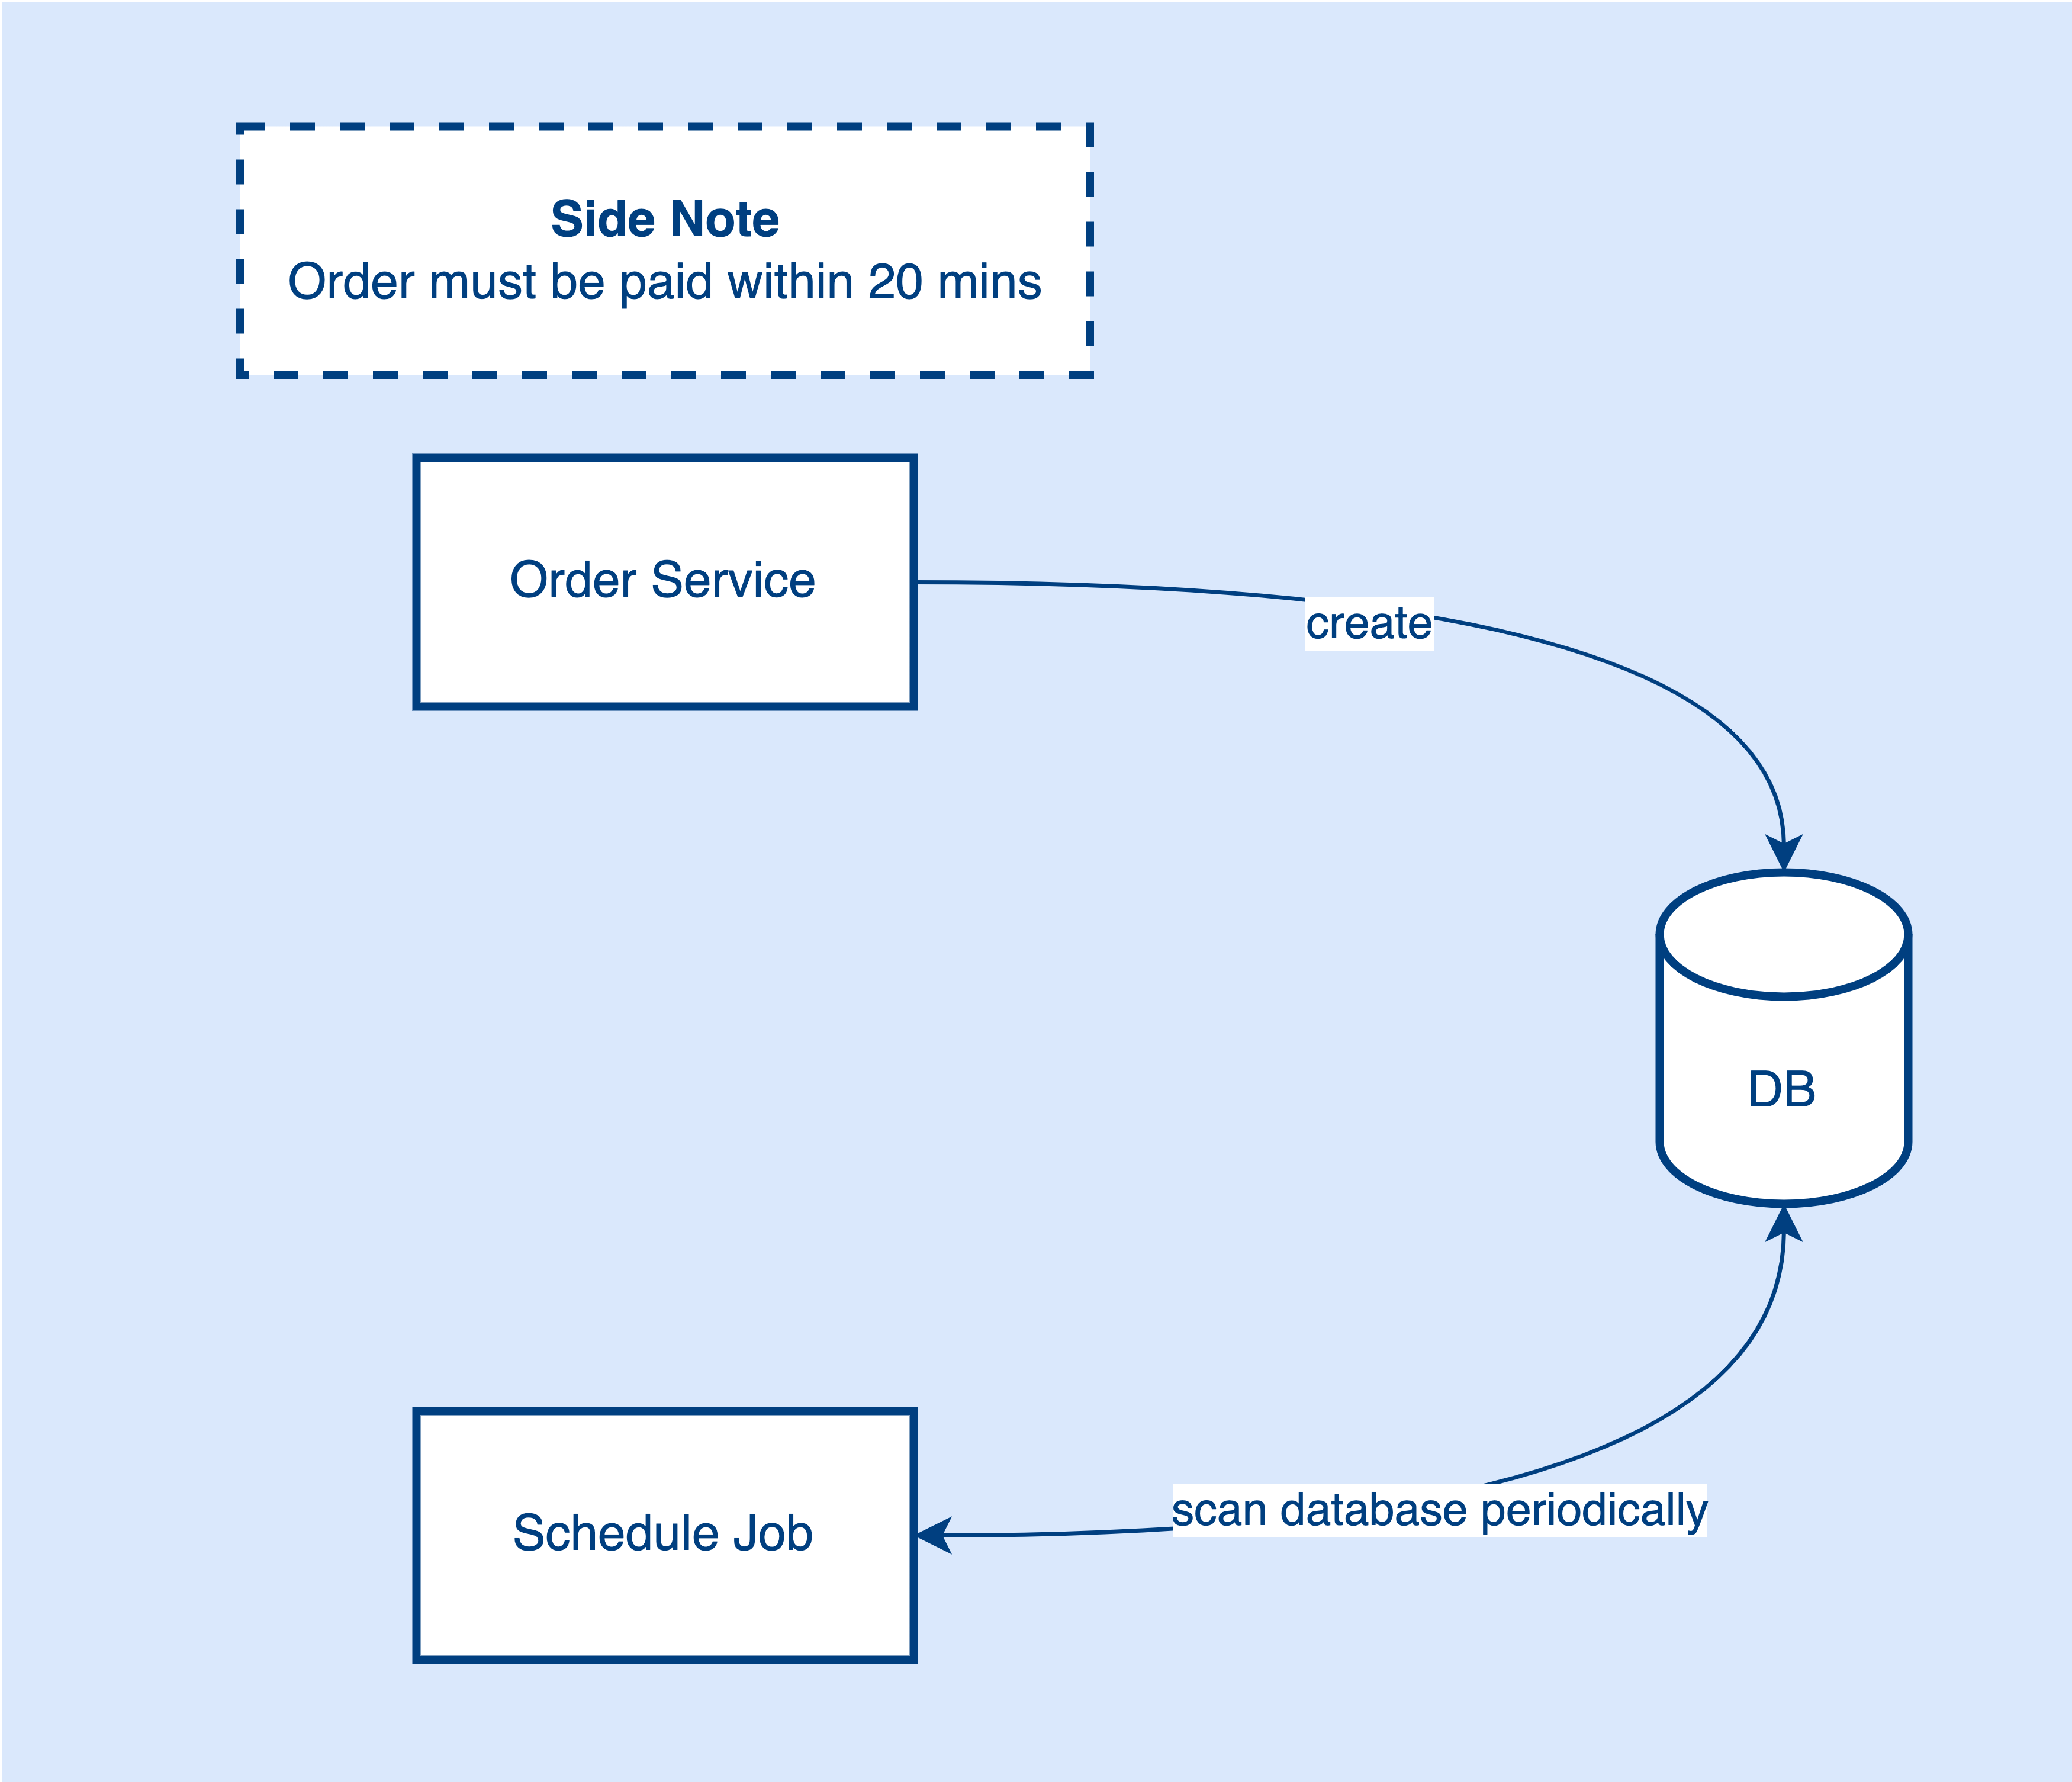 Side Note
Order must be paid within 20 mins
Order Service
create
DB
scan database periodically
Schedule Job